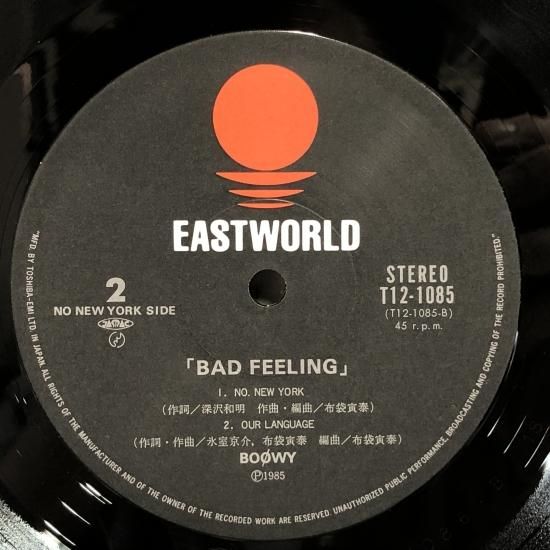 EASTWORLD
STEREO
T12-1085
(T12-1085-B)
45 r.p.m.
2
NO NEW YORK SIDE
JASRAC
「BAD FEELING」
1. NO. NEW YORK
(作詞／深沢和明 作曲・編曲／布袋寅泰)
2. OUR LANGUAGE
(作詞・作曲／氷室京介, 布袋寅泰 編曲／布袋寅泰)
BOØWY
Ⓟ1985
"MFD. BY TOSHIBA-EMI LTD. IN JAPAN. ALL RIGHTS OF THE MANUFACTURER AND OF THE OWNER OF THE RECORDED WORK ARE RESERVED. UNAUTHORIZED PUBLIC PERFORMANCE, BROADCASTING AND COPYING OF THE RECORD PROHIBITED."